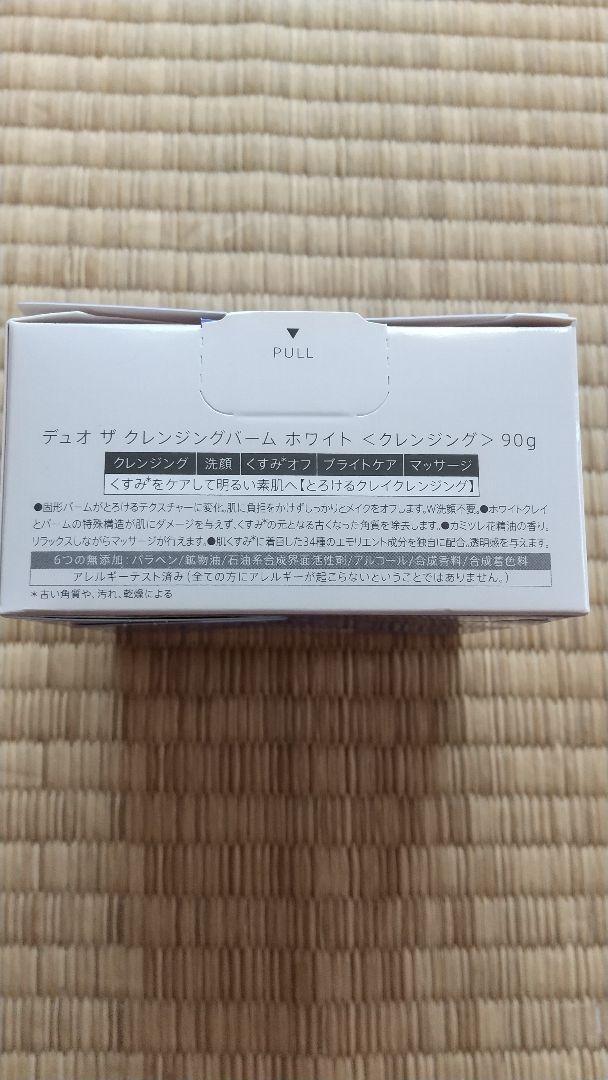 ▼
PULL
デュオ ザ クレンジングバーム ホワイト ＜クレンジング＞ 90g
クレンジング 洗顔 くすみ*オフ ブライトケア マッサージ
くすみ*をケアして明るい素肌へ【とろけるクレイクレンジング】
●固形バームがとろけるテクスチャーに変化。肌に負担をかけずしっかりとメイクをオフします。W洗顔不要。●ホワイトクレイ
とバームの特殊構造が肌にダメージを与えず、くすみ*の元となる古くなった角質を除去します。●カミツレ花精油の香り。
リラックスしながらマッサージが行えます。●肌くすみ*に着目した34種のエモリエント成分を独自に配合。透明感を与えます。
6つの無添加:パラベン/鉱物油/石油系合成界面活性剤/アルコール/合成香料/合成着色料
アレルギーテスト済み(全ての方にアレルギーが起こらないということではありません。)
*古い角質や、汚れ、乾燥による